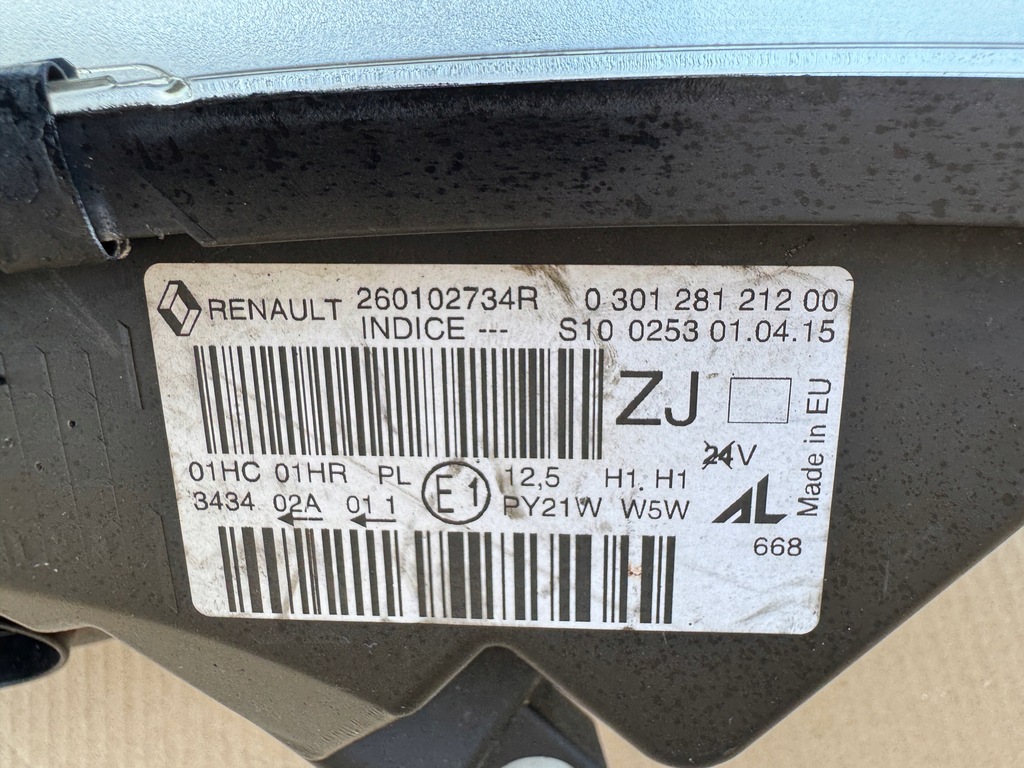 RENAULT 260102734R 0 301 281 212 00
INDICE --- S10 0253 01.04.15
ZJ
24V
Made in EU
01HC 01HR PL E1 12,5 H1. H1
3434 02A 01 1 PY21W W5W
AL
668